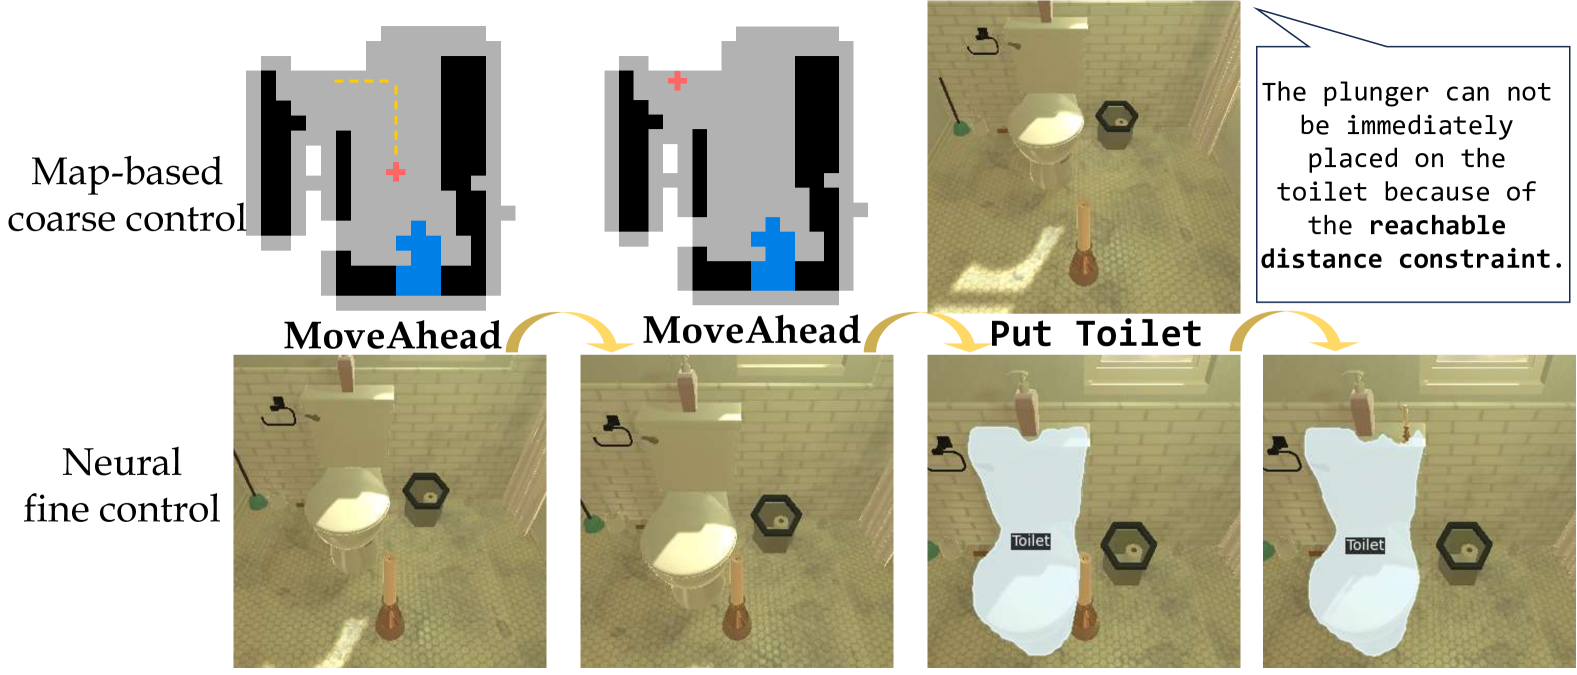 Map-based
coarse control
The plunger can not
be immediately
placed on the
toilet because of
the reachable
distance constraint.
MoveAhead
MoveAhead
Put Toilet
Neural
fine control
Toilet
Toilet